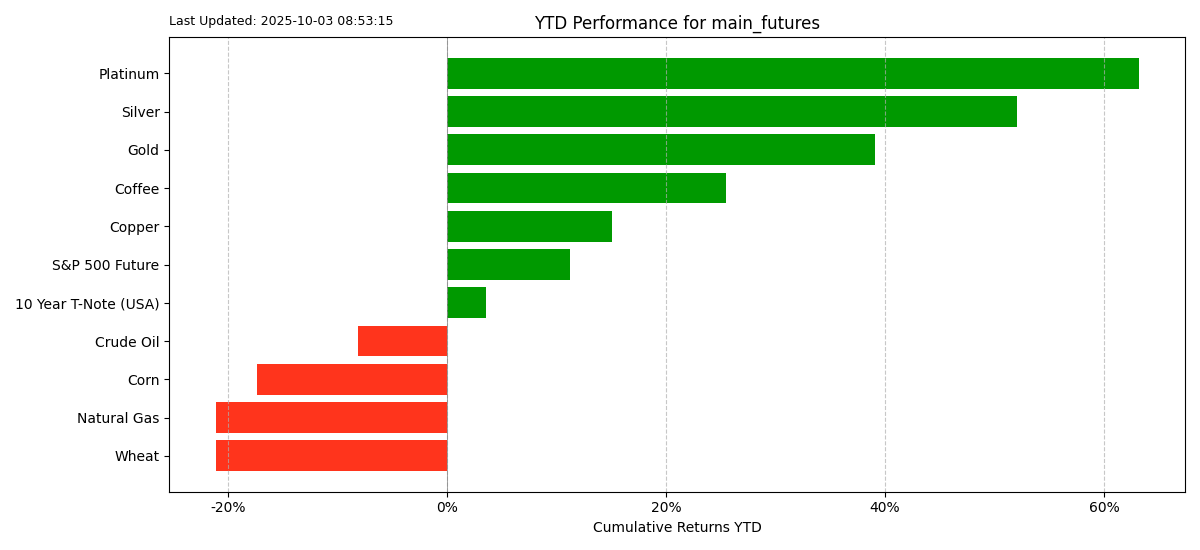 Last Updated: 2025-10-03 08:53:15
YTD Performance for main_futures
Platinum
Silver
Gold
Coffee
Copper
S&P 500 Future
10 Year T-Note (USA)
Crude Oil
Corn
Natural Gas
Wheat
-20% 0% 20% 40% 60%
Cumulative Returns YTD